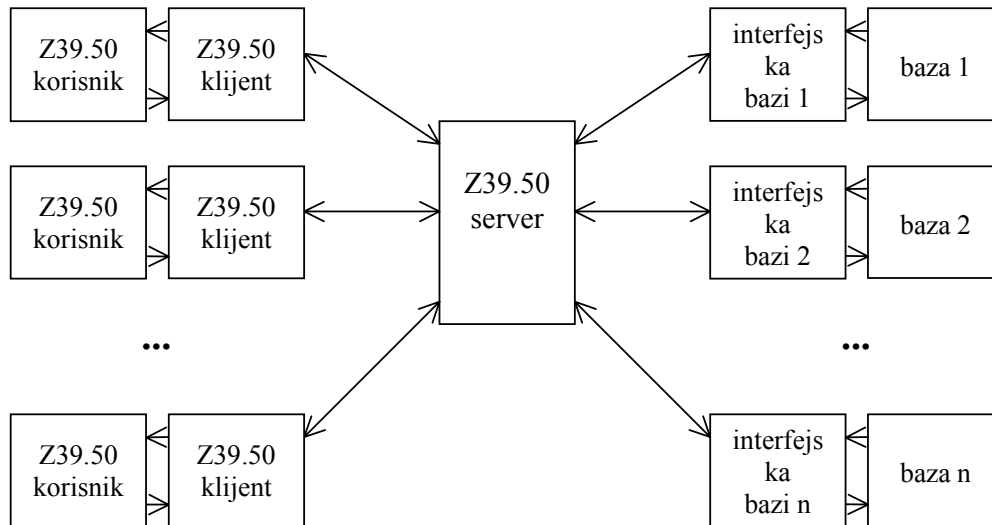 Z39.50
korisnik
Z39.50
klijent
interfejs
ka
bazi 1
baza 1
Z39.50
korisnik
Z39.50
klijent
Z39.50
server
interfejs
ka
bazi 2
baza 2
...
...
Z39.50
korisnik
Z39.50
klijent
interfejs
ka
bazi n
baza n